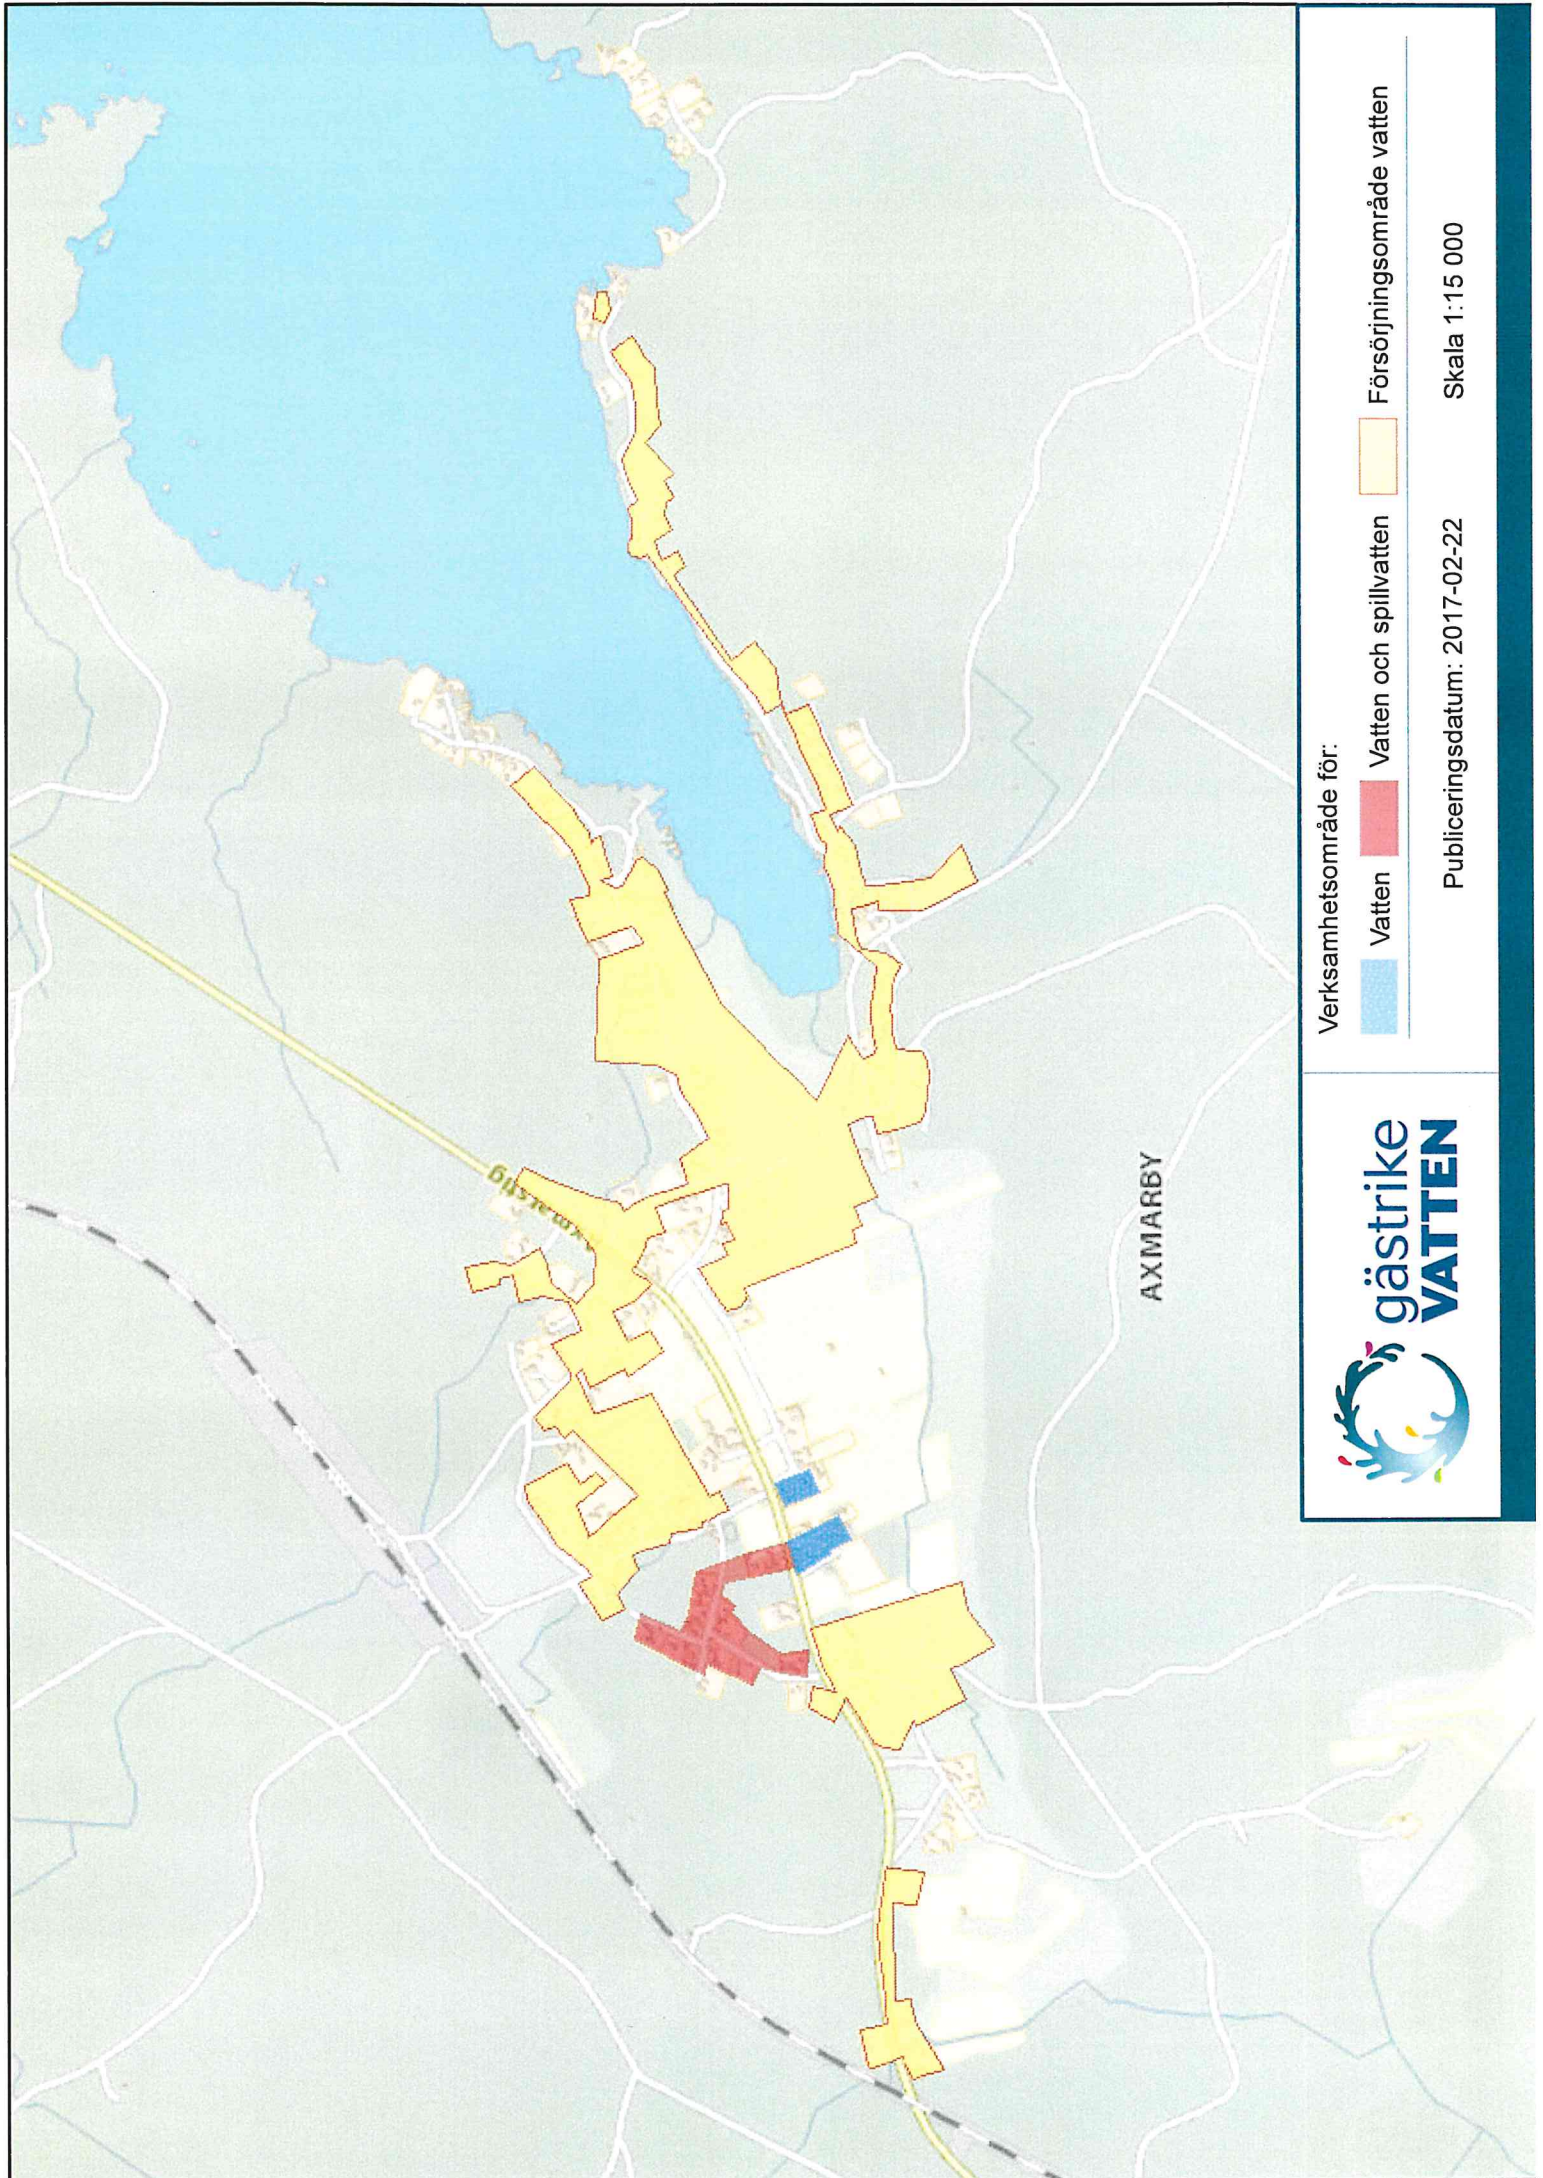 Axmarstig
AXMARBY
gästrike
VATTEN
Verksamhetsområde för:
Vatten
Vatten och spillvatten
Försörjningsområde vatten
Publiceringsdatum: 2017-02-22
Skala 1:15 000